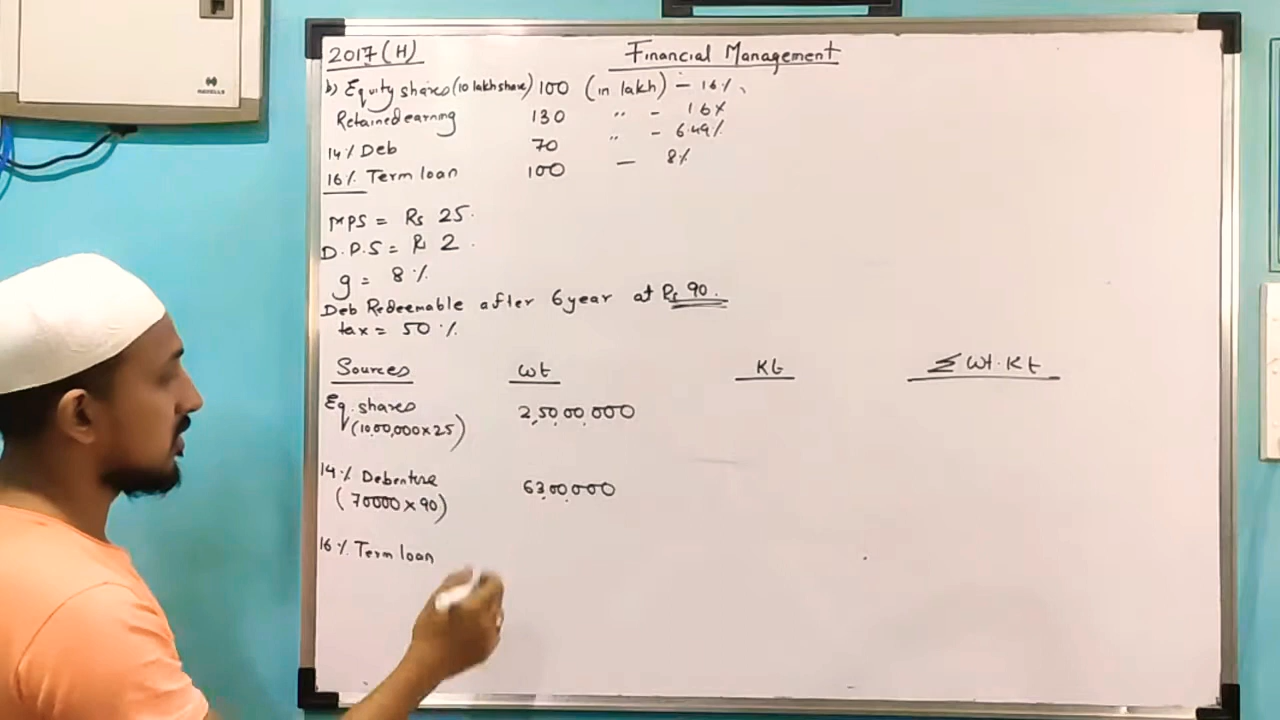 HAVELLS
2017(H) Financial Management
b) Equity shares (10 lakh share) 100 (in lakh) - 16%
Retained earning 130 " - 16%
14% Deb 70 " - 6.49%
16% Term loan 100 — 8%
MPS = Rs 25.
D.P.S = R 2.
g = 8%
Deb Redeemable after 6 year at Rs 90.
tax = 50%.
Sources Wt Kt Σ Wt.Kt
Eq. shares 2,50,00,000
(10,00,000 x 25)
14% Debenture 63,00,000
(70000 x 90)
16% Term loan